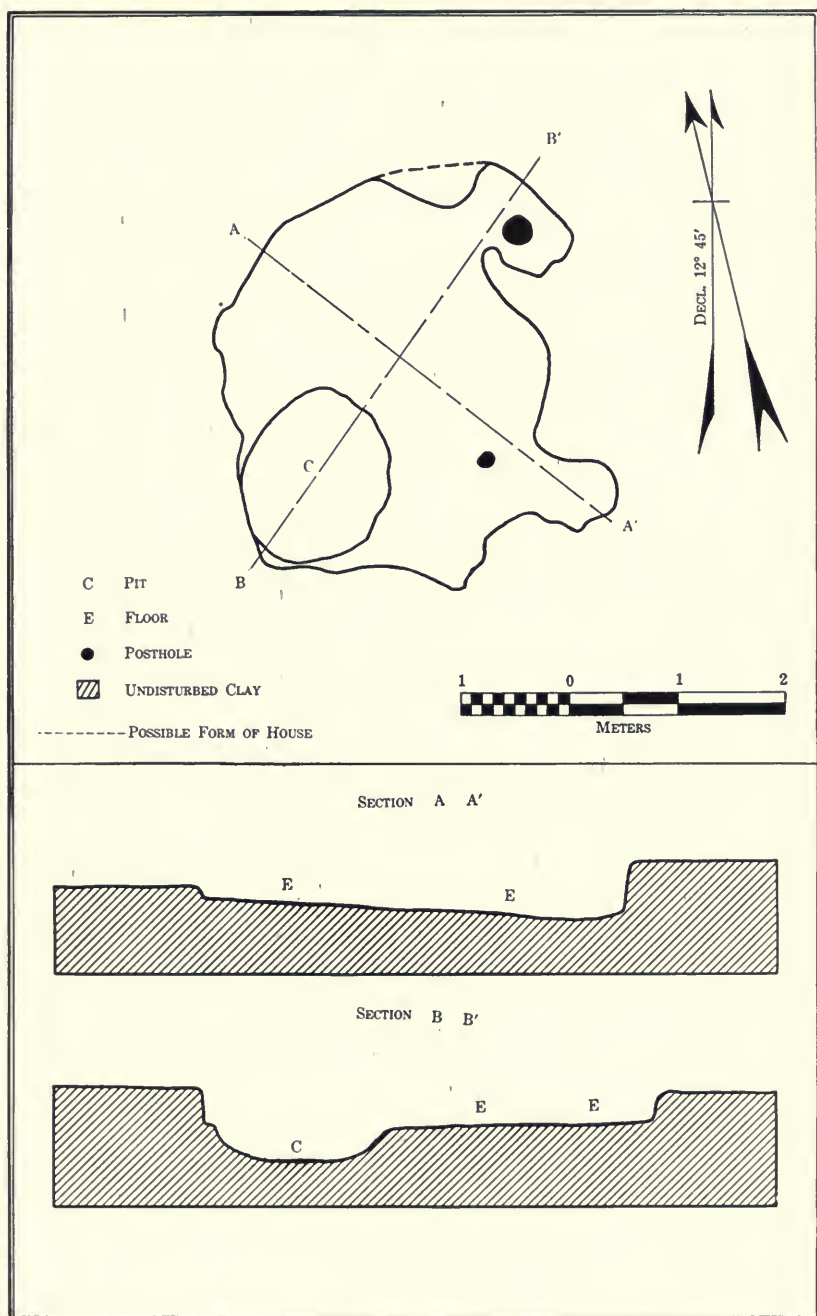 B'
A
DECL. 12° 45'
C
A'
B
C PIT
E FLOOR
POSTHOLE
UNDISTURBED CLAY
POSSIBLE FORM OF HOUSE
1 0 1 2
METERS
SECTION A A'
E E
SECTION B B'
E E
C